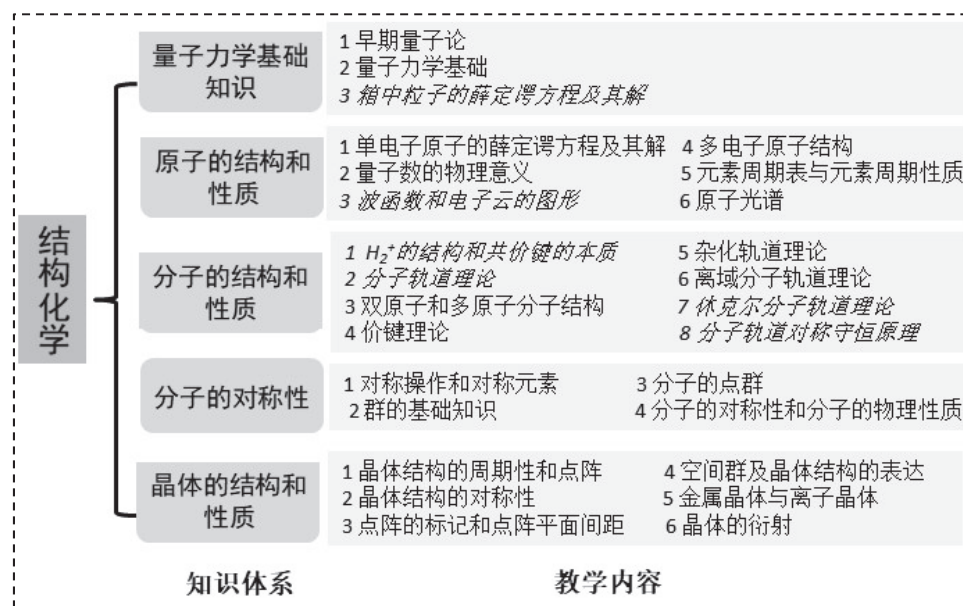 结构化学
量子力学基础
知识
1 早期量子论
2 量子力学基础
3 箱中粒子的薛定谔方程及其解
原子的结构和
性质
1 单电子原子的薛定谔方程及其解
2 量子数的物理意义
3 波函数和电子云的图形
4 多电子原子结构
5 元素周期表与元素周期性质
6 原子光谱
分子的结构和
性质
1 H₂⁺的结构和共价键的本质
2 分子轨道理论
3 双原子和多原子分子结构
4 价键理论
5 杂化轨道理论
6 离域分子轨道理论
7 休克尔分子轨道理论
8 分子轨道对称守恒原理
分子的对称性
1 对称操作和对称元素
2 群的基础知识
3 分子的点群
4 分子的对称性和分子的物理性质
晶体的结构和
性质
1 晶体结构的周期性和点阵
2 晶体结构的对称性
3 点阵的标记和点阵平面间距
4 空间群及晶体结构的表达
5 金属晶体与离子晶体
6 晶体的衍射
知识体系
教学内容